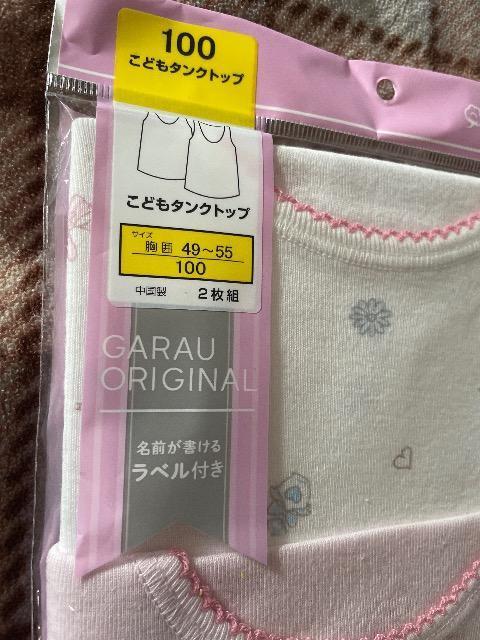 100
こどもタンクトップ
こどもタンクトップ
サイズ
胸囲 49～55
100
中国製 2枚組
GARAU
ORIGINAL
名前が書ける
ラベル付き